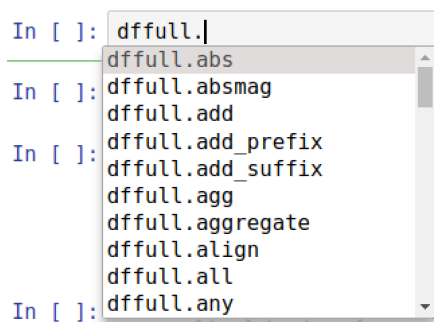 In [ ]: dffull.
dffull.abs
In [ ]: dffull.absmag
dffull.add
In [ ]: dffull.add_prefix
dffull.add_suffix
dffull.agg
dffull.aggregate
dffull.align
dffull.all
In [ ]: dffull.any